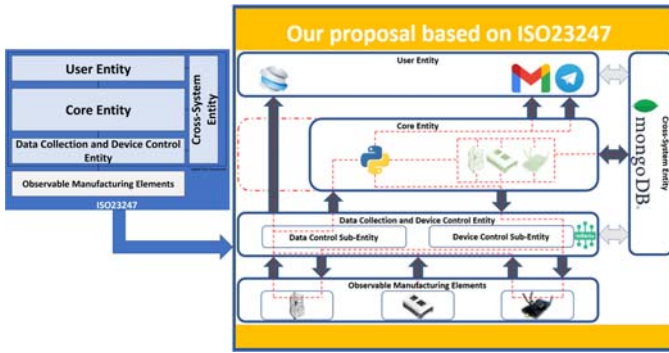 Our proposal based on ISO23247
User Entity
Core Entity
Data Collection and Device Control
Entity
Cross-System
Entity
Observable Manufacturing Elements
ISO23247
User Entity
Core Entity
Data Collection and Device Control Entity
Data Control Sub-Entity
Device Control Sub-Entity
Observable Manufacturing Elements
mongoDB.
Cross-System Entity